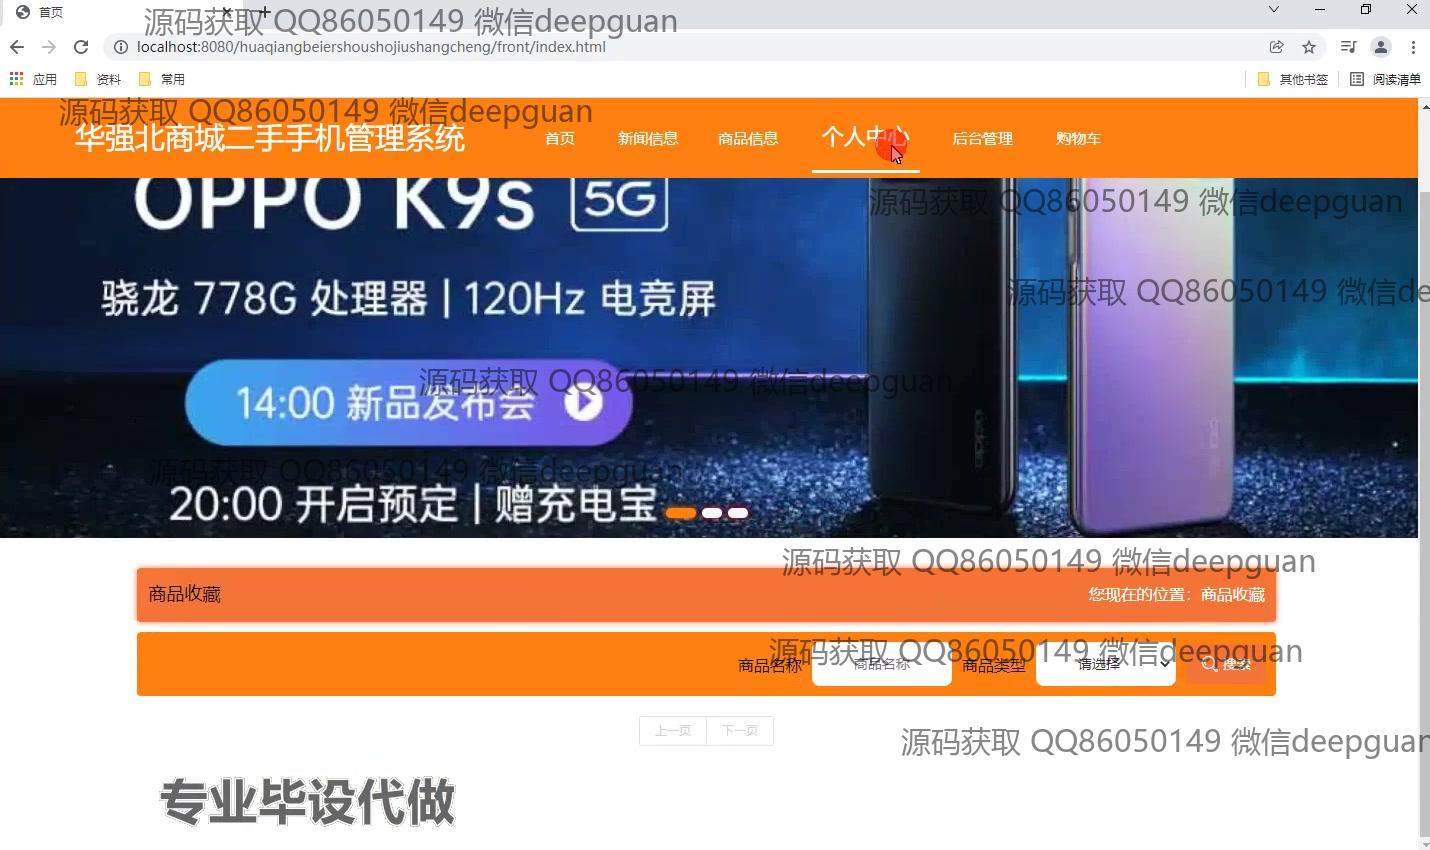 首页
源码获取 QQ86050149 微信deepguan
localhost:8080/huaqiangbeiershoushojiushangcheng/front/index.html
应用
资料
常用
其他书签
阅读清单
源码获取 QQ86050149 微信deepguan
华强北商城二手手机管理系统
首页
新闻信息
商品信息
个人中心
后台管理
购物车
OPPO K9s 5G
源码获取 QQ86050149 微信deepguan
源码获取 QQ86050149 微信de
骁龙 778G 处理器 | 120Hz 电竞屏
源码获取 QQ86050149 微信deepguan
14:00 新品发布会
源码获取 QQ86050149 微信deepguan
20:00 开启预定 | 赠充电宝
oppo
源码获取 QQ86050149 微信deepguan
商品收藏
您现在的位置：商品收藏
源码获取 QQ86050149 微信deepguan
商品名称
商品名称
商品类型
请选择
搜索
上一页
下一页
源码获取 QQ86050149 微信deepguan
专业毕设代做